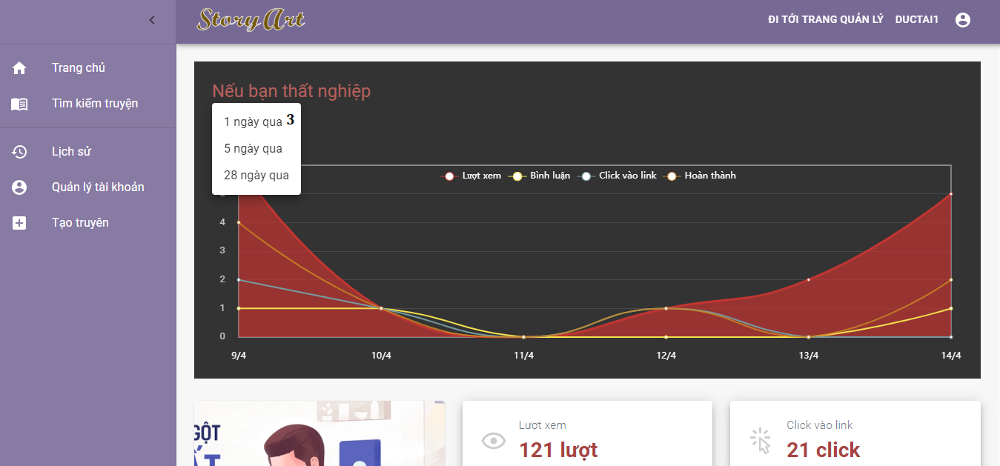 Story Art
ĐI TỚI TRANG QUẢN LÝ DUCTAI1
Trang chủ
Tìm kiếm truyện
Lịch sử
Quản lý tài khoản
Tạo truyện
Nếu bạn thất nghiệp
1 ngày qua 3
5 ngày qua
28 ngày qua
Lượt xem Bình luận Click vào link Hoàn thành
4
3
2
1
0
9/4 10/4 11/4 12/4 13/4 14/4
GỘT
ẤT
Lượt xem
121 lượt
Click vào link
21 click